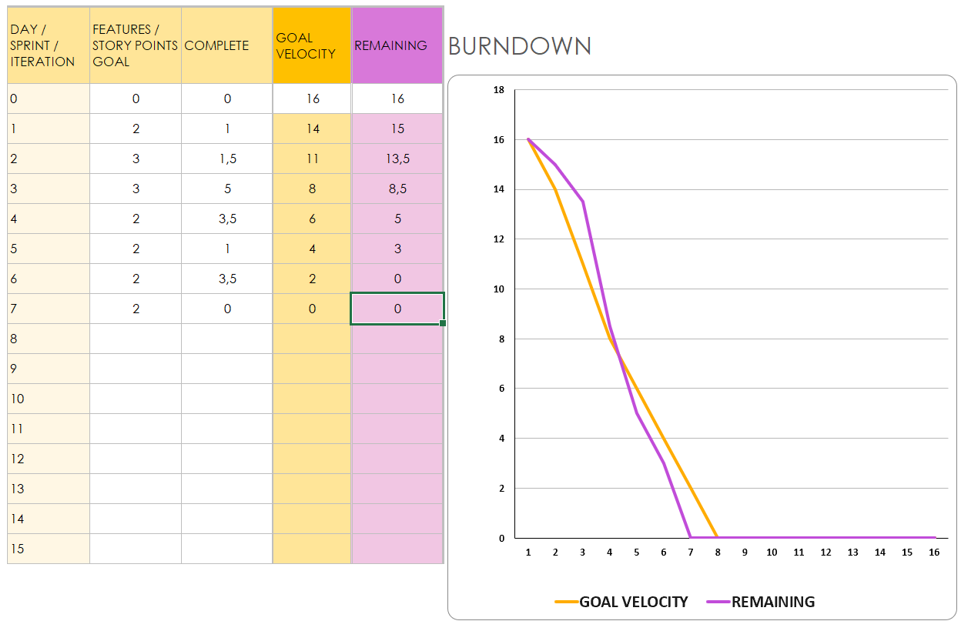 DAY / SPRINT / ITERATION FEATURES / STORY POINTS GOAL COMPLETE GOAL VELOCITY REMAINING
0 0 0 16 16
1 2 1 14 15
2 3 1,5 11 13,5
3 3 5 8 8,5
4 2 3,5 6 5
5 2 1 4 3
6 2 3,5 2 0
7 2 0 0 0
8
9
10
11
12
13
14
15
BURNDOWN
18
16
14
12
10
8
6
4
2
0
1 2 3 4 5 6 7 8 9 10 11 12 13 14 15 16
GOAL VELOCITY REMAINING